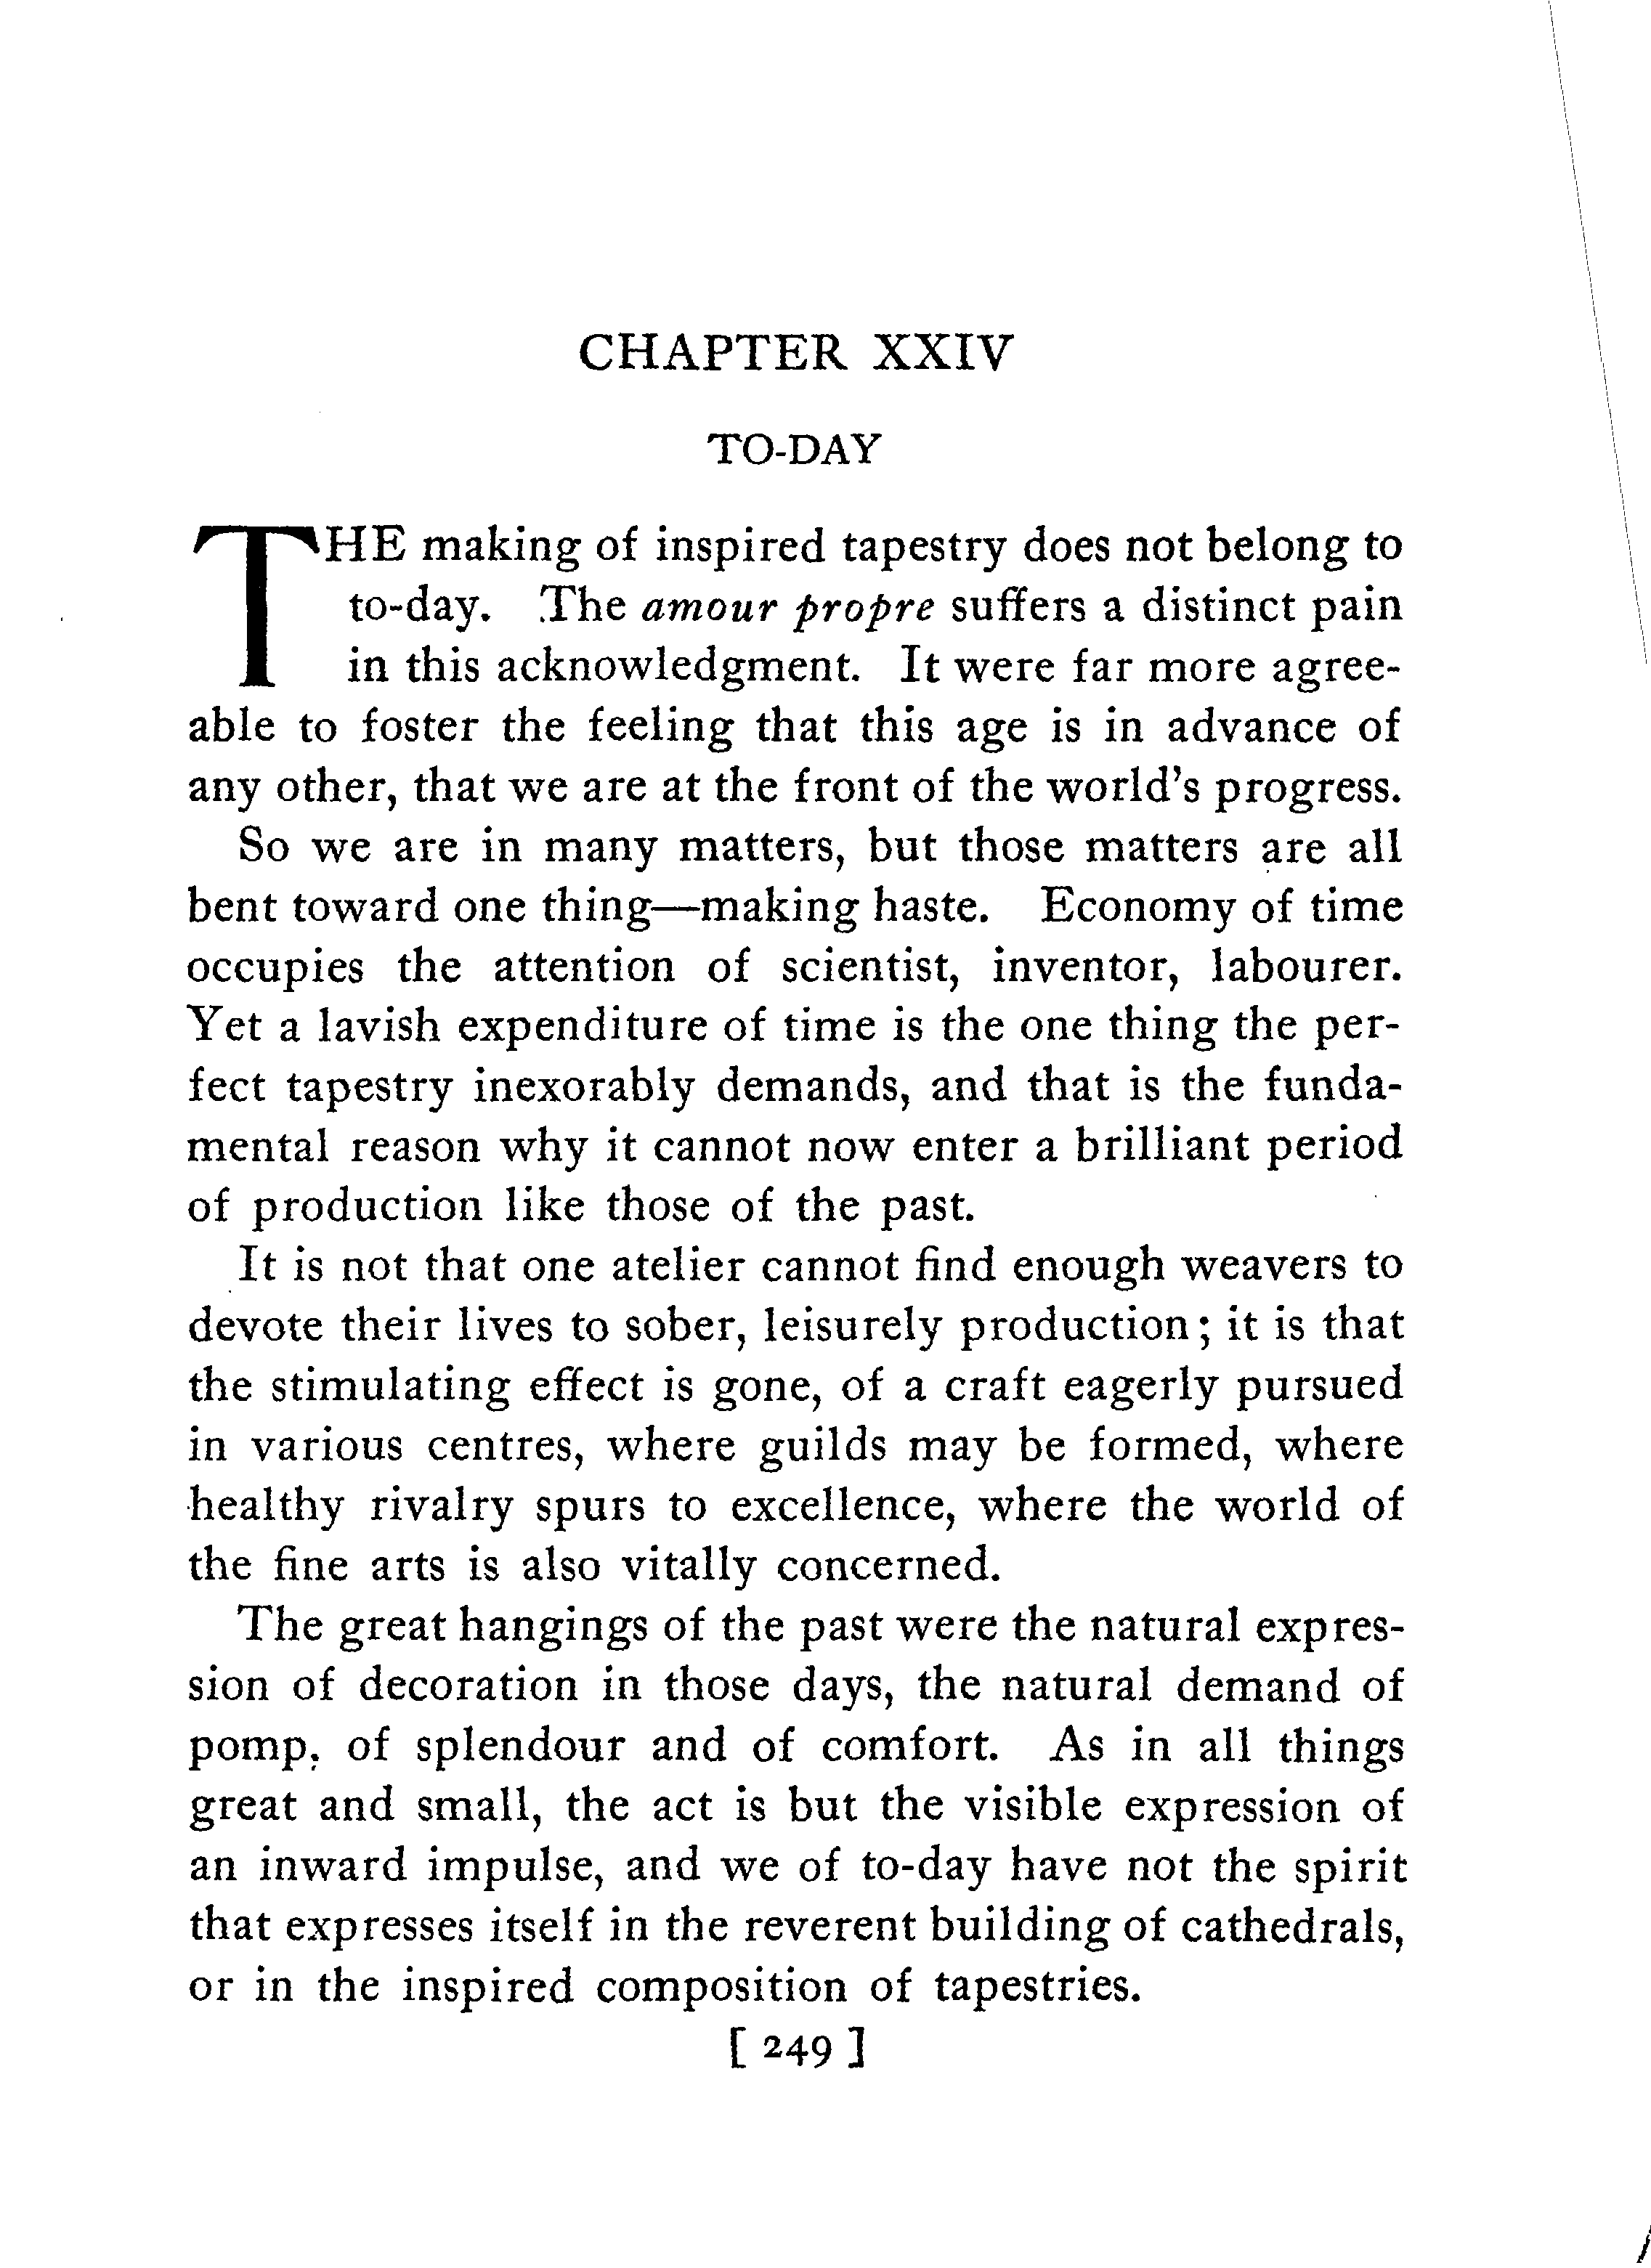 CHAPTER XXIV
TO-DAY
THE making of inspired tapestry does not belong to
to-day. The amour propre suffers a distinct pain
in this acknowledgment. It were far more agree-
able to foster the feeling that this age is in advance of
any other, that we are at the front of the world's progress.
So we are in many matters, but those matters are all
bent toward one thing—making haste. Economy of time
occupies the attention of scientist, inventor, labourer.
Yet a lavish expenditure of time is the one thing the per-
fect tapestry inexorably demands, and that is the funda-
mental reason why it cannot now enter a brilliant period
of production like those of the past.
It is not that one atelier cannot find enough weavers to
devote their lives to sober, leisurely production; it is that
the stimulating effect is gone, of a craft eagerly pursued
in various centres, where guilds may be formed, where
healthy rivalry spurs to excellence, where the world of
the fine arts is also vitally concerned.
The great hangings of the past were the natural expres-
sion of decoration in those days, the natural demand of
pomp, of splendour and of comfort. As in all things
great and small, the act is but the visible expression of
an inward impulse, and we of to-day have not the spirit
that expresses itself in the reverent building of cathedrals,
or in the inspired composition of tapestries.
[ 249 ]